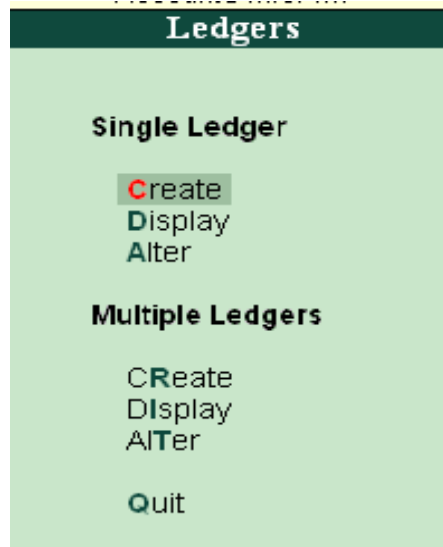 Ledgers
Single Ledger
Create
Display
Alter
Multiple Ledgers
CReate
DIsplay
AlTer
Quit